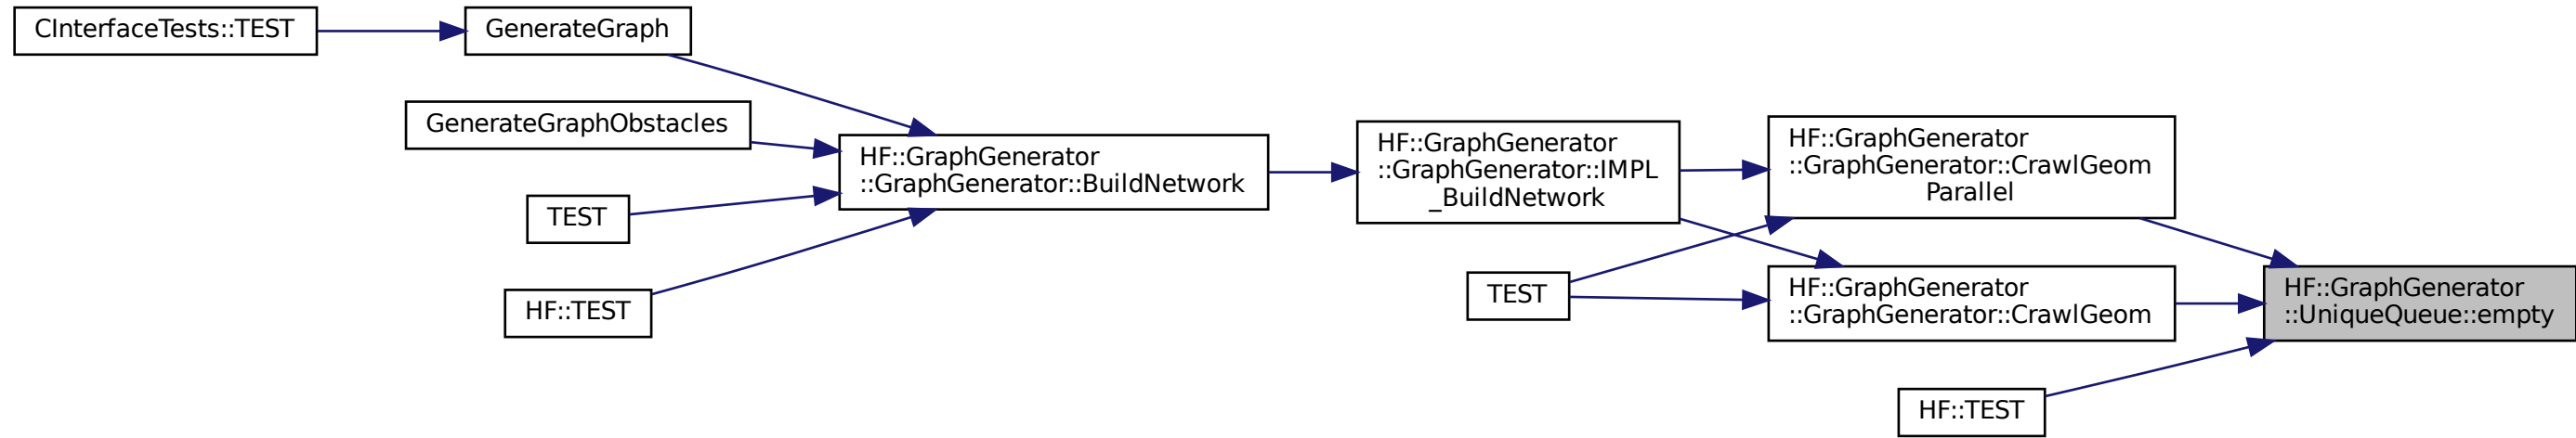 CInterfaceTests::TEST
GenerateGraph
GenerateGraphObstacles
TEST
HF::TEST
HF::GraphGenerator
::GraphGenerator::BuildNetwork
HF::GraphGenerator
::GraphGenerator::IMPL
_BuildNetwork
TEST
HF::GraphGenerator
::GraphGenerator::CrawlGeom
Parallel
HF::GraphGenerator
::GraphGenerator::CrawlGeom
HF::TEST
HF::GraphGenerator
::UniqueQueue::empty